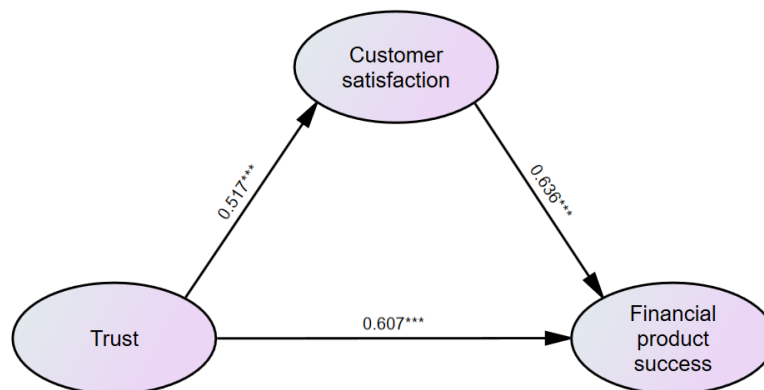 Customer
satisfaction
0.517***
0.636***
Trust
0.607***
Financial
product
success